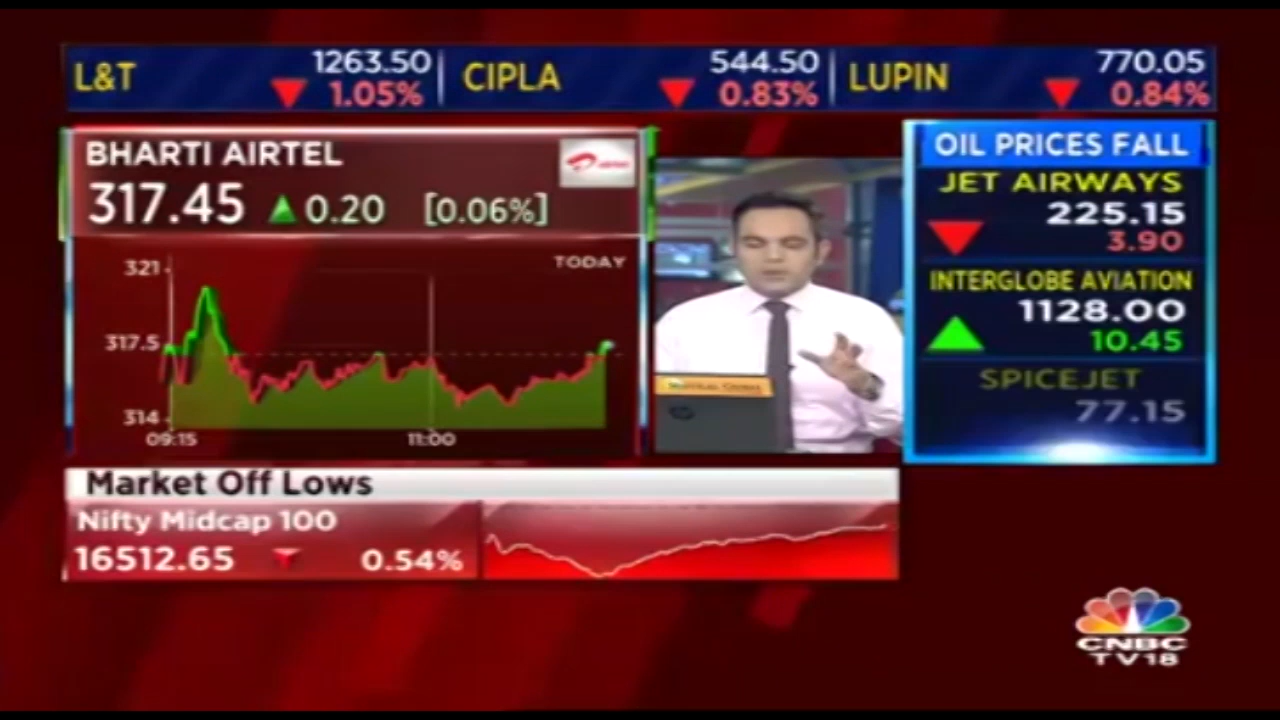 L&T 1263.50 1.05%
CIPLA 544.50 0.83%
LUPIN 770.05 0.84%
BHARTI AIRTEL
airtel
317.45 0.20 [0.06%]
TODAY
321
317.5
314
09:15 11:00
OIL PRICES FALL
JET AIRWAYS
225.15
3.90
INTERGLOBE AVIATION
1128.00
10.45
SPICEJET
77.15
hp
Market Off Lows
Nifty Midcap 100
16512.65 0.54%
CNBC
TV18